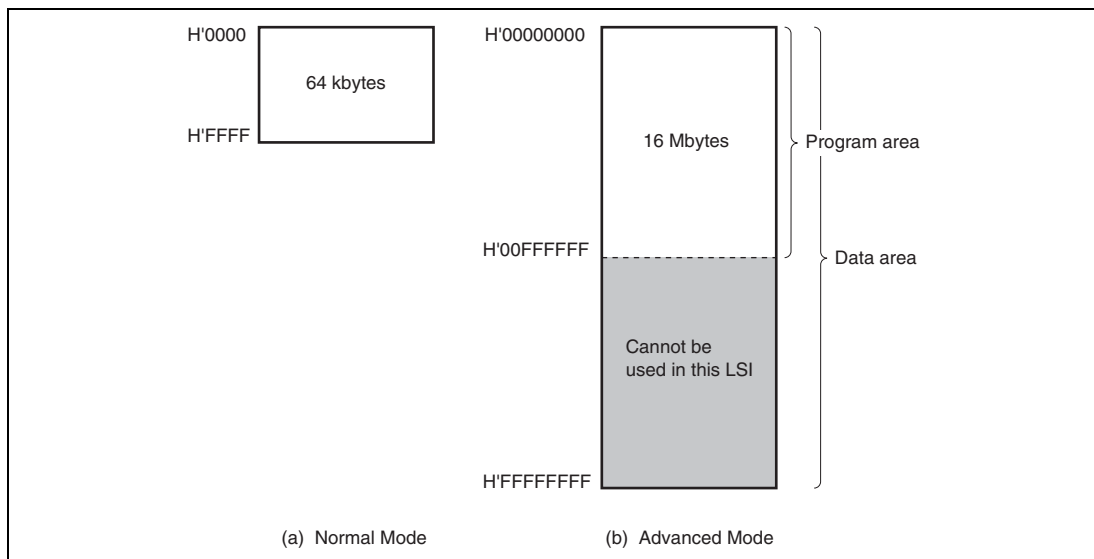 H'0000
64 kbytes
H'FFFF
H'00000000
16 Mbytes
Program area
H'00FFFFFF
Data area
Cannot be
used in this LSI
H'FFFFFFFF
(a) Normal Mode
(b) Advanced Mode